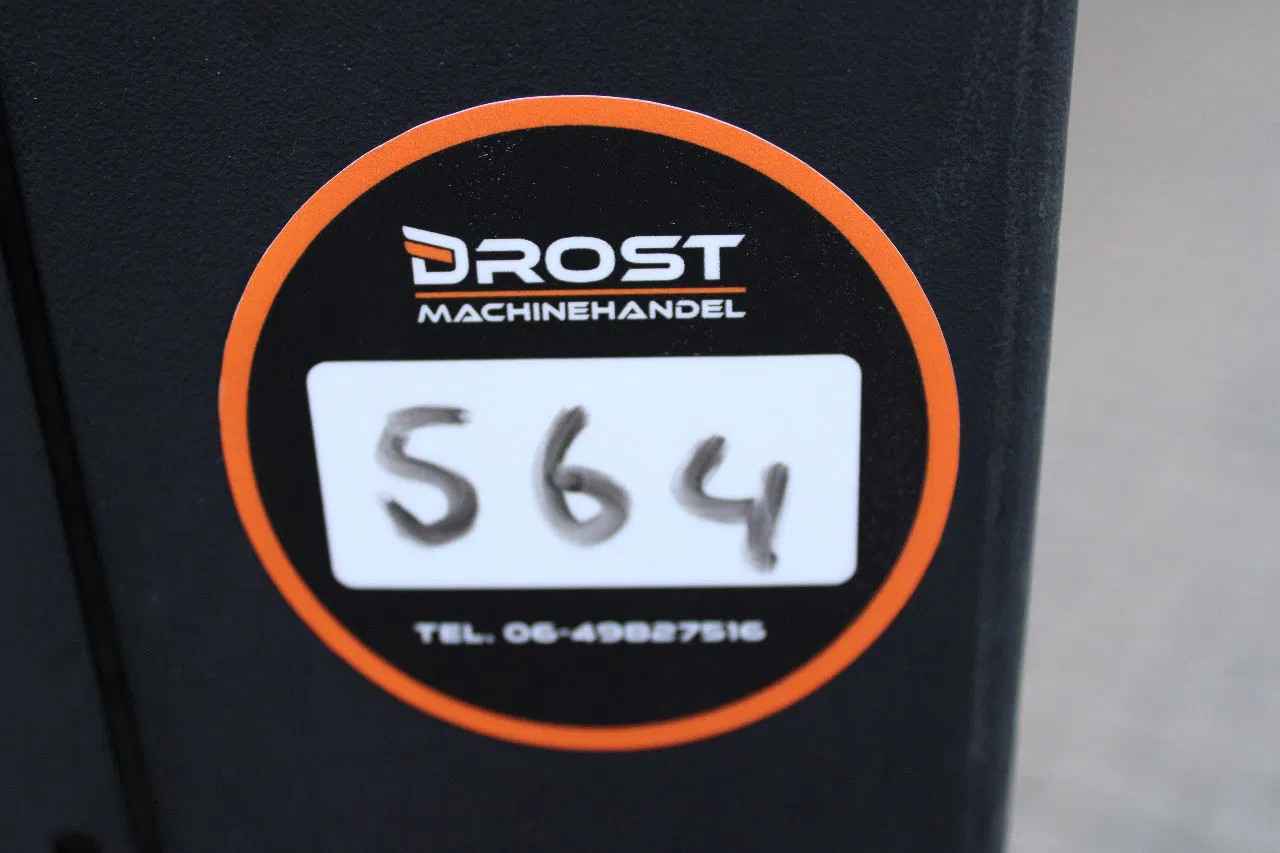 DROST
MACHINEHANDEL
564
TEL. 06-49827516